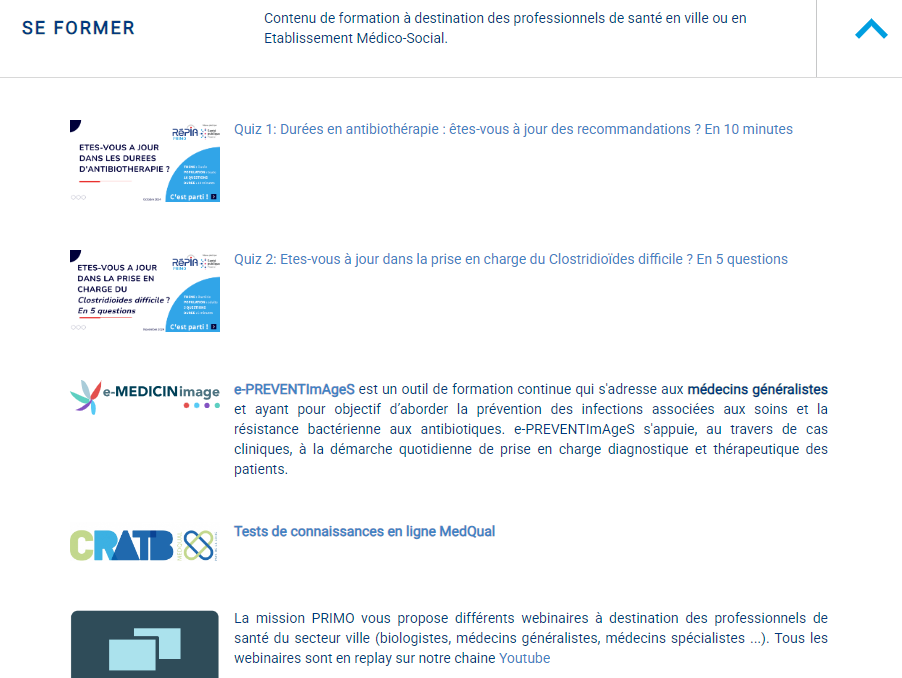 SE FORMER
Contenu de formation à destination des professionnels de santé en ville ou en
Etablissement Médico-Social.
ETES-VOUS A JOUR
DANS LES DUREES
D'ANTIBIOTHERAPIE ?
RéPIA
PRIMO
C'est parti !
Quiz 1: Durées en antibiothérapie : êtes-vous à jour des recommandations ? En 10 minutes
ETES-VOUS A JOUR
DANS LA PRISE EN
CHARGE DU
Clostridioïdes difficile ?
En 5 questions
RéPIA
PRIMO
C'est parti !
Quiz 2: Etes-vous à jour dans la prise en charge du Clostridioïdes difficile ? En 5 questions
e-MEDICINimage
e-PREVENTImAgeS est un outil de formation continue qui s'adresse aux médecins généralistes
et ayant pour objectif d’aborder la prévention des infections associées aux soins et la
résistance bactérienne aux antibiotiques. e-PREVENTImAgeS s'appuie, au travers de cas
cliniques, à la démarche quotidienne de prise en charge diagnostique et thérapeutique des
patients.
CRATB
Tests de connaissances en ligne MedQual
La mission PRIMO vous propose différents webinaires à destination des professionnels de
santé du secteur ville (biologistes, médecins généralistes, médecins spécialistes ...). Tous les
webinaires sont en replay sur notre chaine Youtube